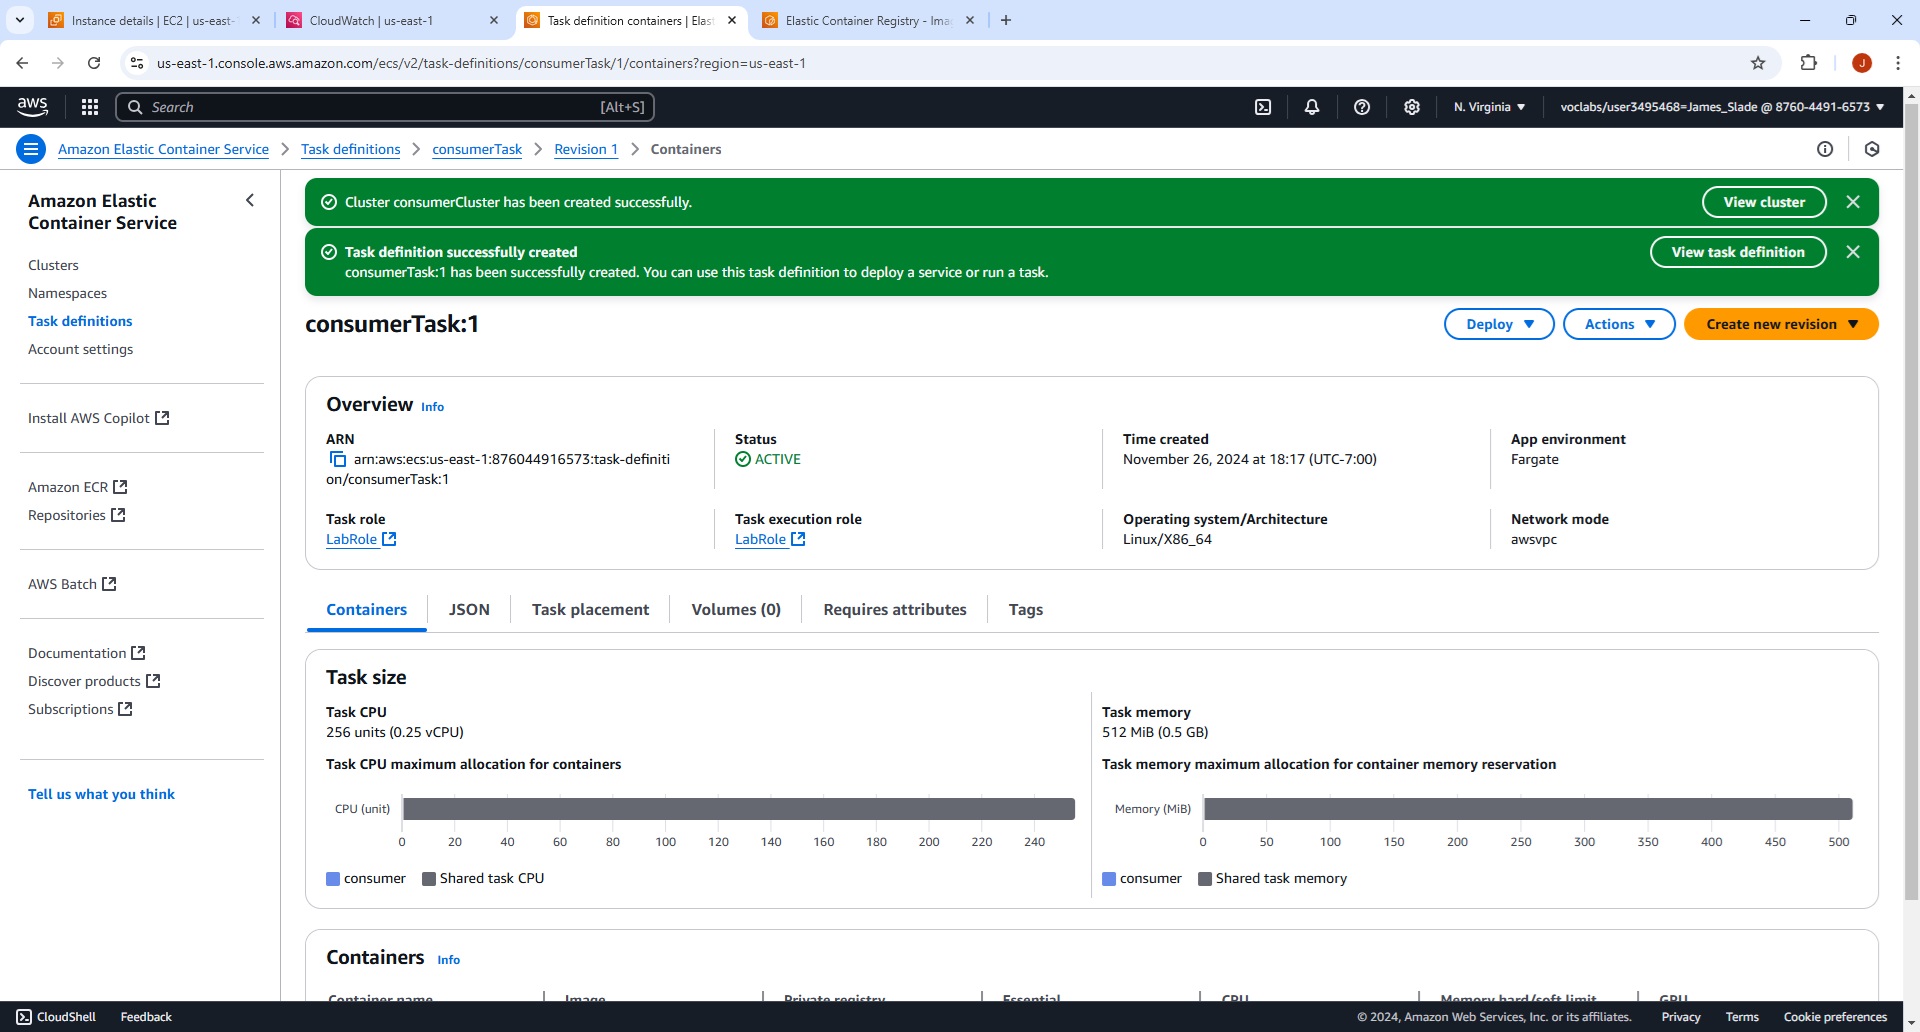 Instance details | EC2 | us-east-
CloudWatch | us-east-1
Task definition containers | Elast
Elastic Container Registry - Ima
us-east-1.console.aws.amazon.com/ecs/v2/task-definitions/consumerTask/1/containers?region=us-east-1
J
aws
Search
[Alt+S]
N. Virginia
voclabs/user3495468=James_Slade @ 8760-4491-6573
Amazon Elastic Container Service
Task definitions
consumerTask
Revision 1
Containers
Amazon Elastic
Container Service
Clusters
Namespaces
Task definitions
Account settings
Install AWS Copilot
Amazon ECR
Repositories
AWS Batch
Documentation
Discover products
Subscriptions
Tell us what you think
Cluster consumerCluster has been created successfully.
View cluster
Task definition successfully created
consumerTask:1 has been successfully created. You can use this task definition to deploy a service or run a task.
View task definition
consumerTask:1
Deploy
Actions
Create new revision
Overview Info
ARN
arn:aws:ecs:us-east-1:876044916573:task-definiti
on/consumerTask:1
Status
ACTIVE
Time created
November 26, 2024 at 18:17 (UTC-7:00)
App environment
Fargate
Task role
LabRole
Task execution role
LabRole
Operating system/Architecture
Linux/X86_64
Network mode
awsvpc
Containers
JSON
Task placement
Volumes (0)
Requires attributes
Tags
Task size
Task CPU
256 units (0.25 vCPU)
Task CPU maximum allocation for containers
CPU (unit)
0 20 40 60 80 100 120 140 160 180 200 220 240
consumer
Shared task CPU
Task memory
512 MiB (0.5 GB)
Task memory maximum allocation for container memory reservation
Memory (MiB)
0 50 100 150 200 250 300 350 400 450 500
consumer
Shared task memory
Containers Info
Container name
Image
Private registry
Essential
CPU
Memory hard/soft limit
GPU
CloudShell
Feedback
© 2024, Amazon Web Services, Inc. or its affiliates.
Privacy
Terms
Cookie preferences